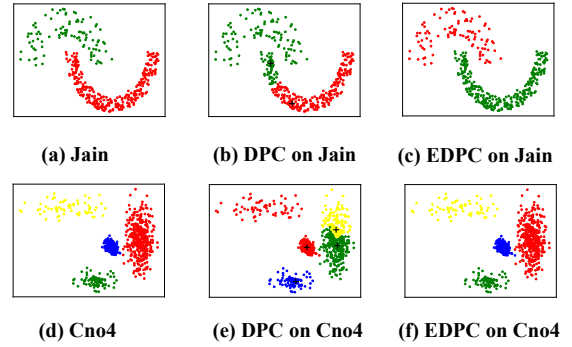 (a) Jain
(b) DPC on Jain
(c) EDPC on Jain
(d) Cno4
(e) DPC on Cno4
(f) EDPC on Cno4